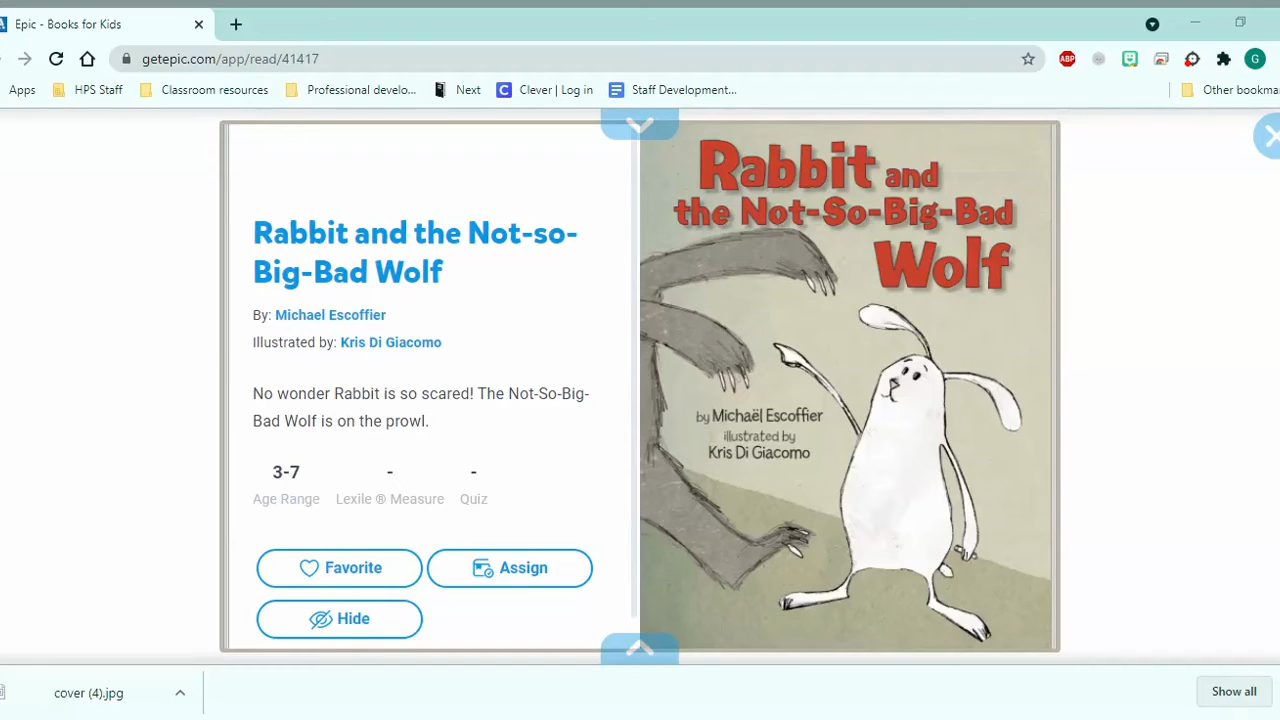 Epic - Books for Kids
getepic.com/app/read/41417
ABP
G
Apps
HPS Staff
Classroom resources
Professional develo...
Next
C
Clever | Log in
Staff Development...
Other bookma
Rabbit and the Not-so-
Big-Bad Wolf
By: Michael Escoffier
Illustrated by: Kris Di Giacomo
No wonder Rabbit is so scared! The Not-So-Big-
Bad Wolf is on the prowl.
3-7 - -
Age Range Lexile ® Measure Quiz
Favorite
Assign
Hide
Rabbit and
the Not-So-Big-Bad
Wolf
by Michaël Escoffier
illustrated by
Kris Di Giacomo
cover (4).jpg
Show all